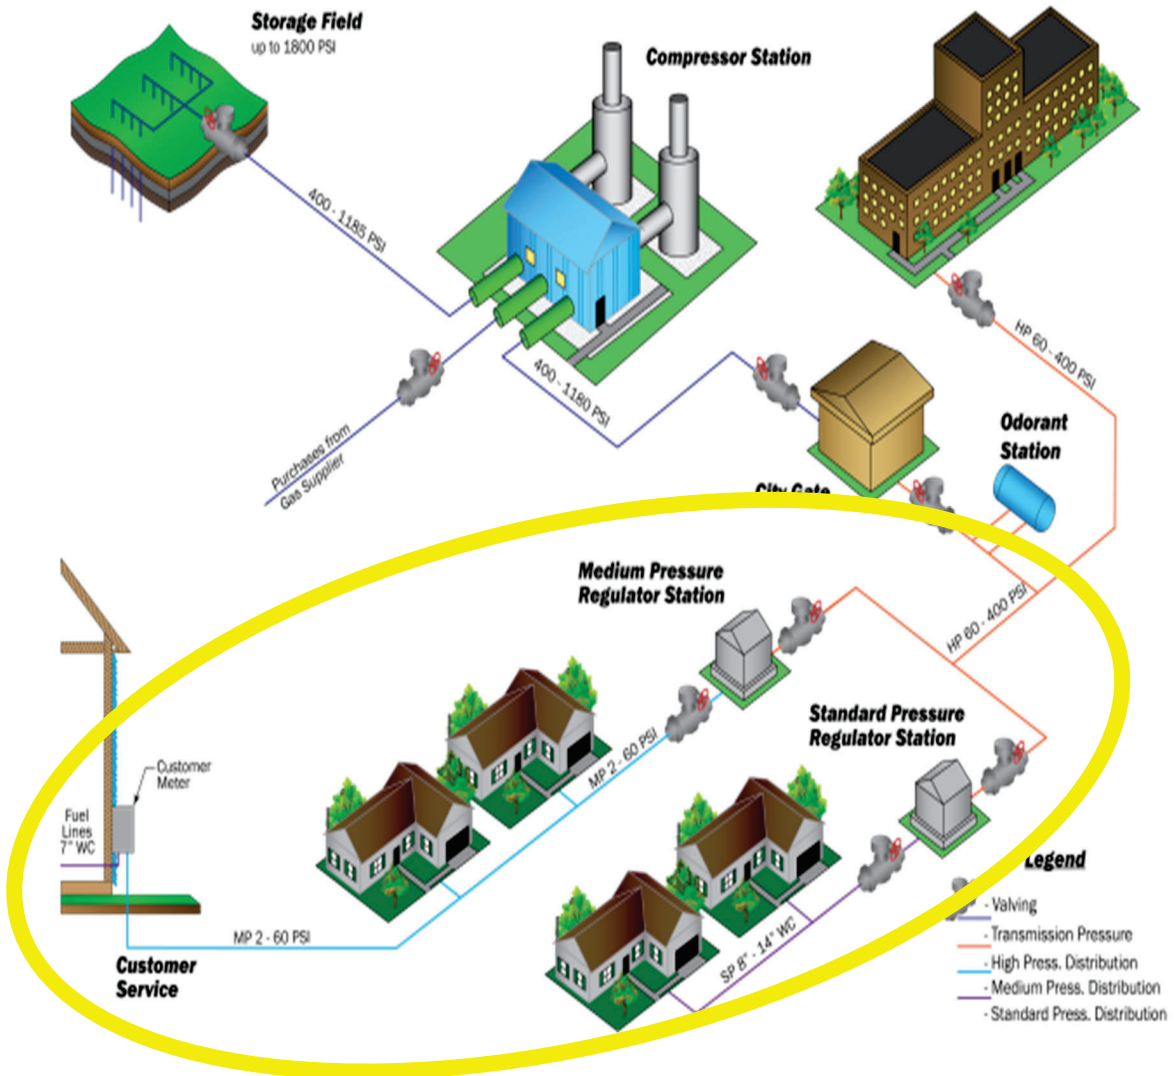 Storage Field
up to 1800 PSI
Compressor Station
400 - 1185 PSI
HP 60 - 400 PSI
400 - 1180 PSI
Purchases from
Gas Supplier
Odorant
Station
City Gate
Medium Pressure
Regulator Station
HP 60 - 400 PSI
Standard Pressure
Regulator Station
MP 2 - 60 PSI
Customer
Meter
Fuel
Lines
7" WC
Legend
- Valving
- Transmission Pressure
- High Press. Distribution
- Medium Press. Distribution
- Standard Press. Distribution
SP 8" - 14" WC
MP 2 - 60 PSI
Customer
Service